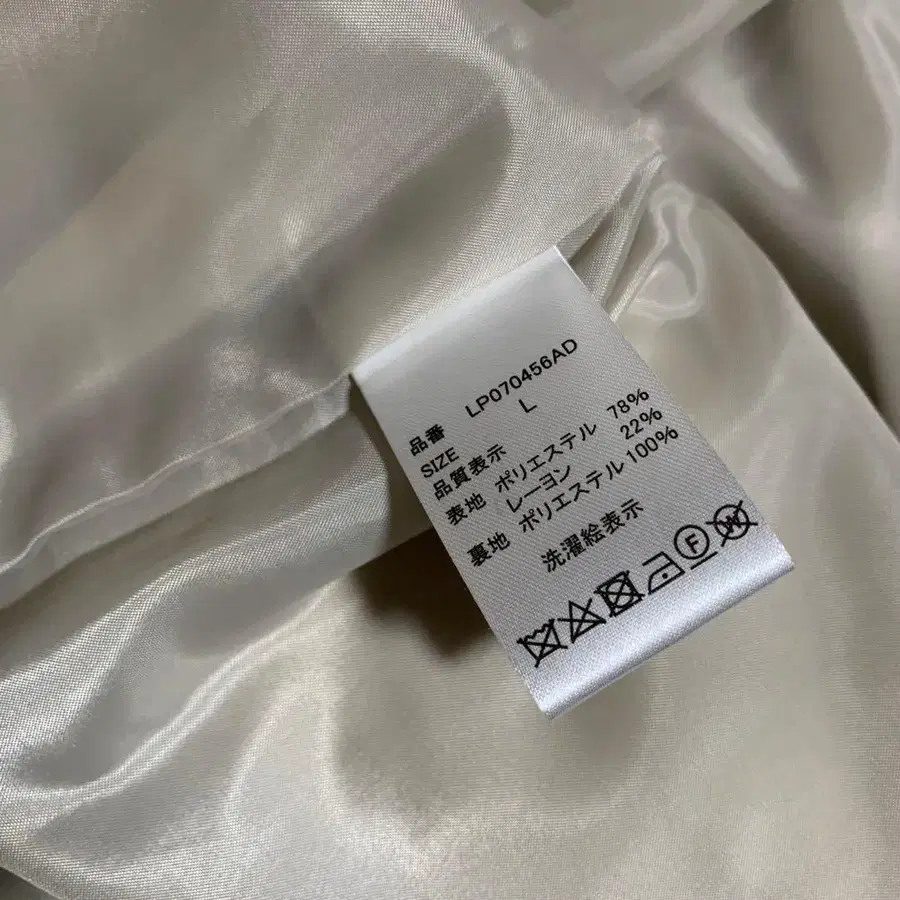 品番 LP070456AD
SIZE L
品質表示
表地 ポリエステル 78%
レーヨン 22%
裏地 ポリエステル 100%
洗濯絵表示
F W